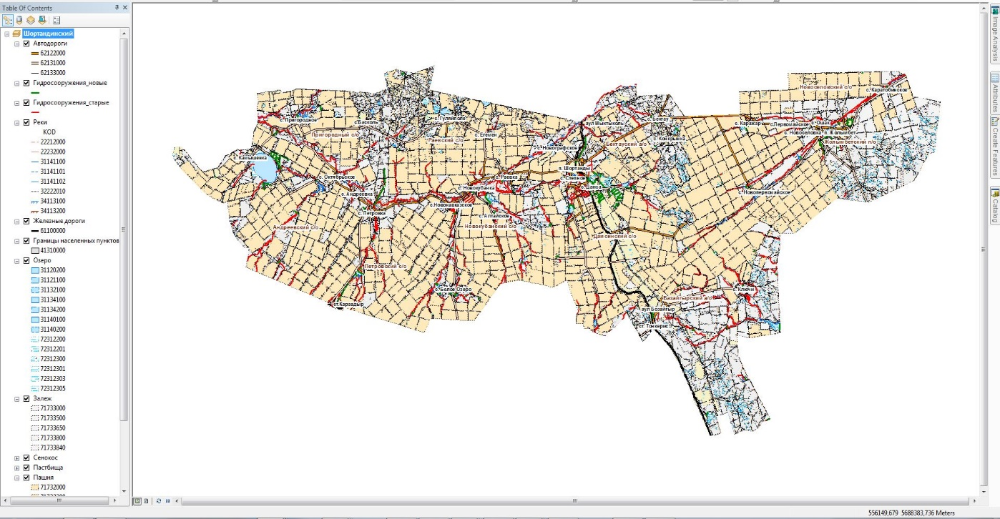 Table Of Contents
Шортандинский
Автодороги
62122000
62131000
62133000
Гидросооружения_новые
Гидросооружения_старые
Реки
KOD
22212000
22232000
31141100
31141101
31141102
32222010
34113100
34113200
Железные дороги
61100000
Границы населенных пунктов
41310000
Озеро
31120200
31121100
31132100
31134100
31134200
31140100
31140200
72312200
72312201
72312300
72312301
72312303
72312305
Залеж
71733000
71733500
71733650
71733800
71733840
Сенокос
Пастбища
Пашня
71732000
Новоселовский с/о
с. Каратобинское
с. Пригородное
с.Басколь
с. Гуляйполе
Пригородный с/о
с. Егемен
Раевский с/о
аул Мыктыколь
с. Бектау
с. Конкрынка
Бектауский а/о
с. Новографское
с. Каражар
с.Первомайское
с. Ошак
с. Новоселовка
п. Жолымбет
Жолымбетский п/о
с. Камышенка
с. Октябрьское
с. Андреевка
с. Петровка
с. Раевка
с. Новокубанка
с.Новокавказское
с. Алтайское
Новокубанский с/о
п. Шортанды
с. Степное
с. Дамса
с. Новопервомайское
Андреевский с/о
Дамсинский с/о
Петровский с/о
с. Белое Озеро
ст.Караадыр
с. Ключи
Базайгырский а/о
аул Бозайгыр
ст. Тонкерис
Image Analysis
Attributes
Create Features
Catalog
556149,679 5688383,736 Meters